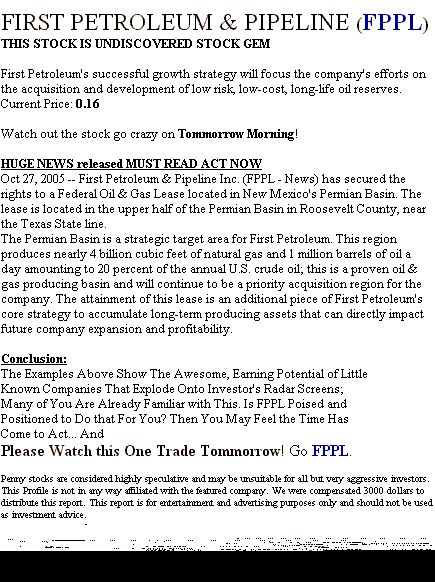 FIRST PETROLEUM & PIPELINE (FPPL)
THIS STOCK IS UNDISCOVERED STOCK GEM
First Petroleum's successful growth strategy will focus the company's efforts on
the acquisition and development of low risk, low-cost, long-life oil reserves.
Current Price: 0.16
Watch out the stock go crazy on Tommorrow Morning!
HUGE NEWS released MUST READ ACT NOW
Oct 27, 2005 -- First Petroleum & Pipeline Inc. (FPPL - News) has secured the
rights to a Federal Oil & Gas Lease located in New Mexico's Permian Basin. The
lease is located in the upper half of the Permian Basin in Roosevelt County, near
the Texas State line.
The Permian Basin is a strategic target area for First Petroleum. This region
produces nearly 4 billion cubic feet of natural gas and 1 million barrels of oil a
day amounting to 20 percent of the annual U.S. crude oil; this is a proven oil &
gas producing basin and will continue to be a priority acquisition region for the
company. The attainment of this lease is an additional piece of First Petroleum's
core strategy to accumulate long-term producing assets that can directly impact
future company expansion and profitability.
Conclusion:
The Examples Above Show The Awesome, Earning Potential of Little
Known Companies That Explode Onto Investor's Radar Screens;
Many of You Are Already Familiar with This. Is FPPL Poised and
Positioned to Do that For You? Then You May Feel the Time Has
Come to Act... And
Please Watch this One Trade Tommorrow! Go FPPL.
Penny stocks are considered highly speculative and may be unsuitable for all but very aggressive investors.
This Profile is not in any way affiliated with the featured company. We were compensated 3000 dollars to
distribute this report. This report is for entertainment and advertising purposes only and should not be used
as investment advice.